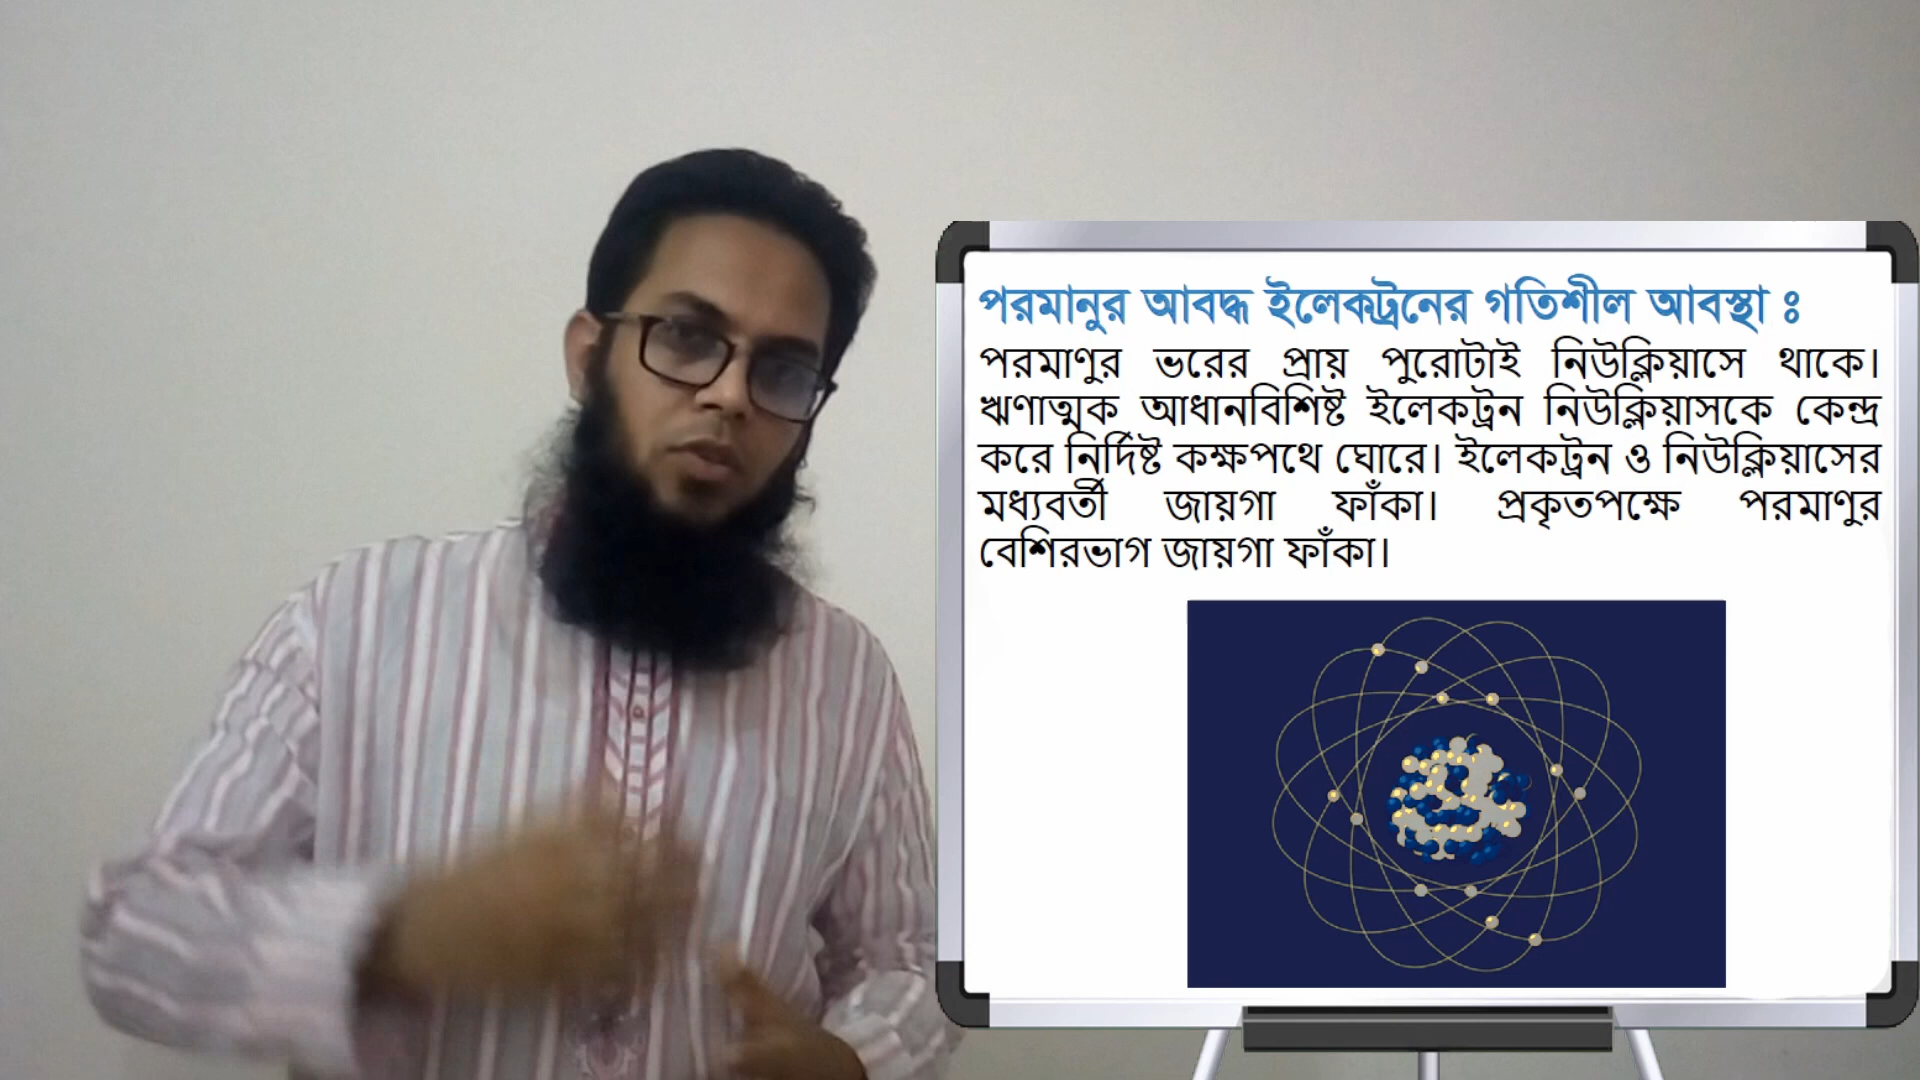 পরমানুর আবদ্ধ ইলেকট্রনের গতিশীল আবস্থা ঃ
পরমাণুর ভরের প্রায় পুরোটাই নিউক্লিয়াসে থাকে।
ঋণাত্মক আধানবিশিষ্ট ইলেকট্রন নিউক্লিয়াসকে কেন্দ্র
করে নির্দিষ্ট কক্ষপথে ঘোরে। ইলেকট্রন ও নিউক্লিয়াসের
মধ্যবর্তী জায়গা ফাঁকা। প্রকৃতপক্ষে পরমাণুর
বেশিরভাগ জায়গা ফাঁকা।